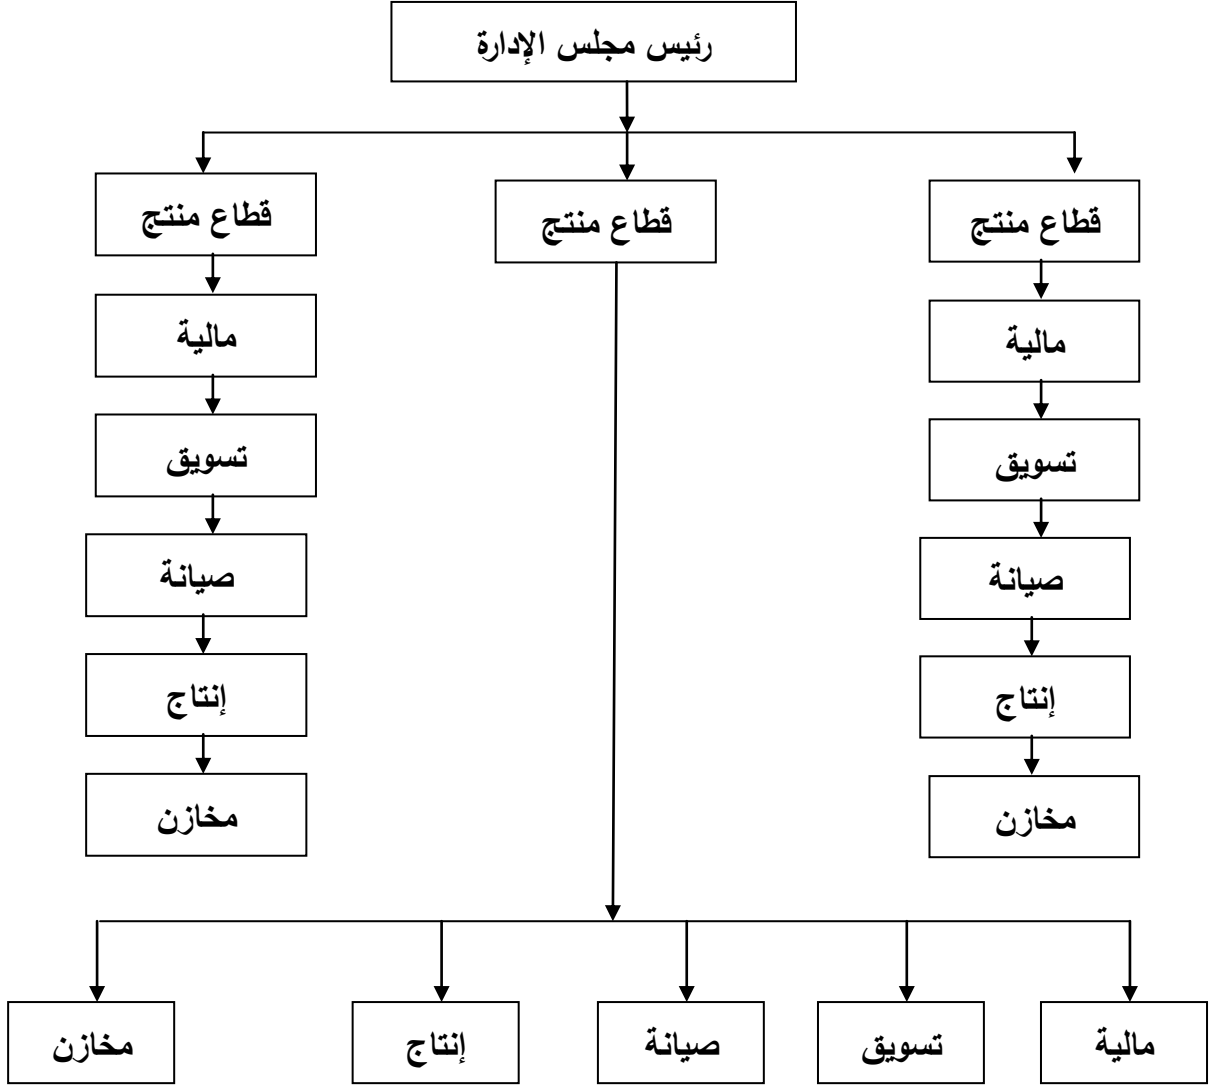 رئيس مجلس الإدارة
قطاع منتج
قطاع منتج
قطاع منتج
مالية
مالية
تسويق
تسويق
صيانة
صيانة
إنتاج
إنتاج
مخازن
مخازن
مالية
تسويق
صيانة
إنتاج
مخازن